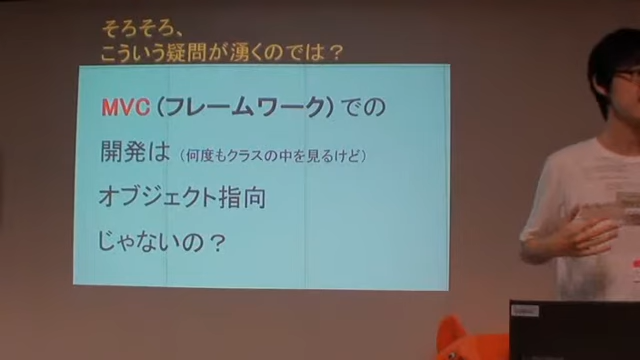 そろそろ、
こういう疑問が湧くのでは？
MVC（フレームワーク）での
開発は（何度もクラスの中を見るけど）
オブジェクト指向
じゃないの？